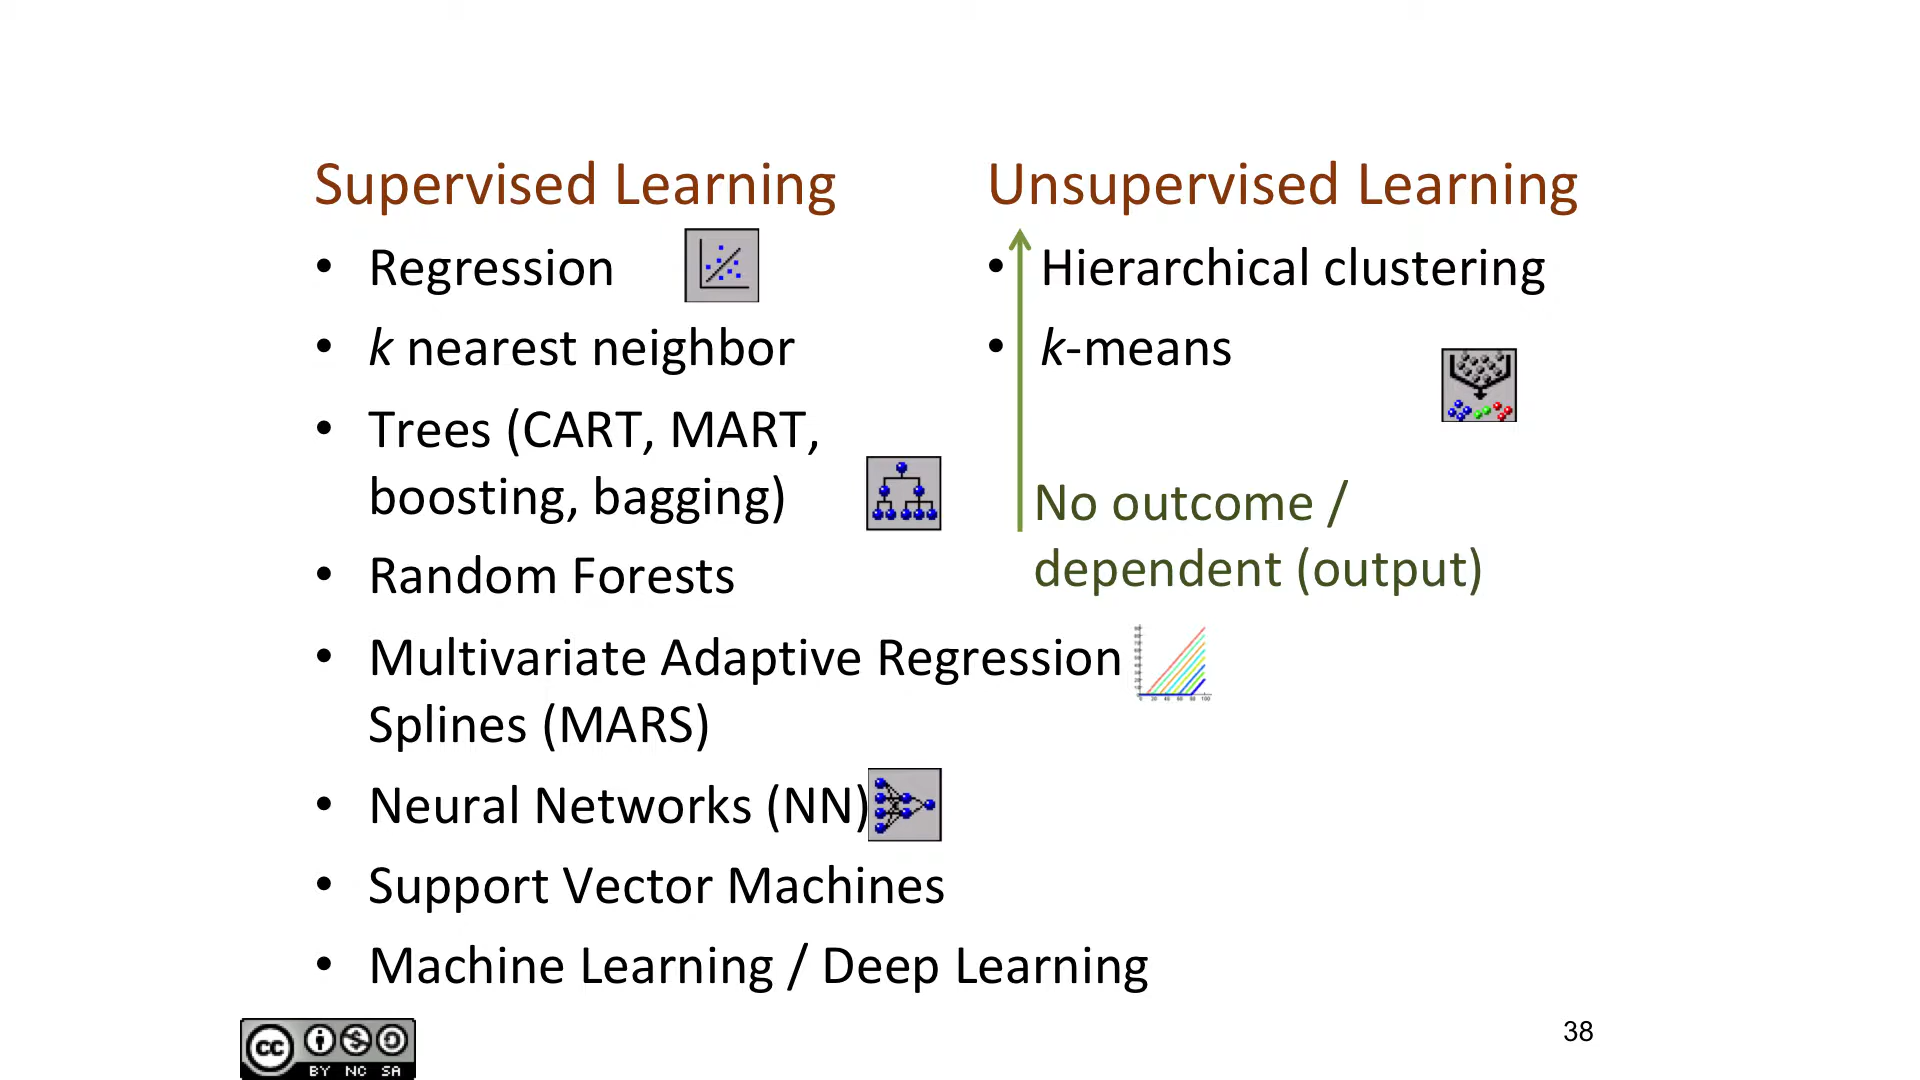 Supervised Learning
• Regression
• k nearest neighbor
• Trees (CART, MART,
boosting, bagging)
• Random Forests
• Multivariate Adaptive Regression
Splines (MARS)
• Neural Networks (NN)
• Support Vector Machines
• Machine Learning / Deep Learning
Unsupervised Learning
• Hierarchical clustering
• k-means
No outcome /
dependent (output)
cc
BY NC SA
38